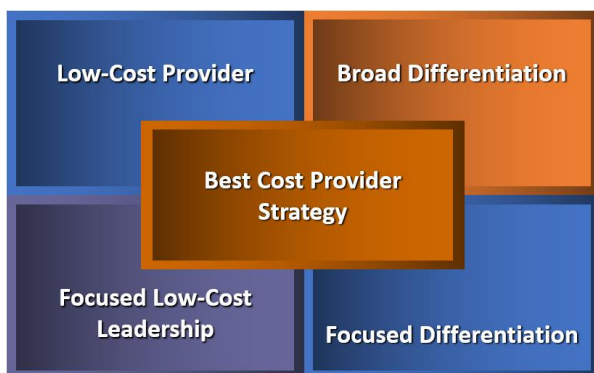 Low-Cost Provider
Broad Differentiation
Best Cost Provider
Strategy
Focused Low-Cost
Leadership
Focused Differentiation